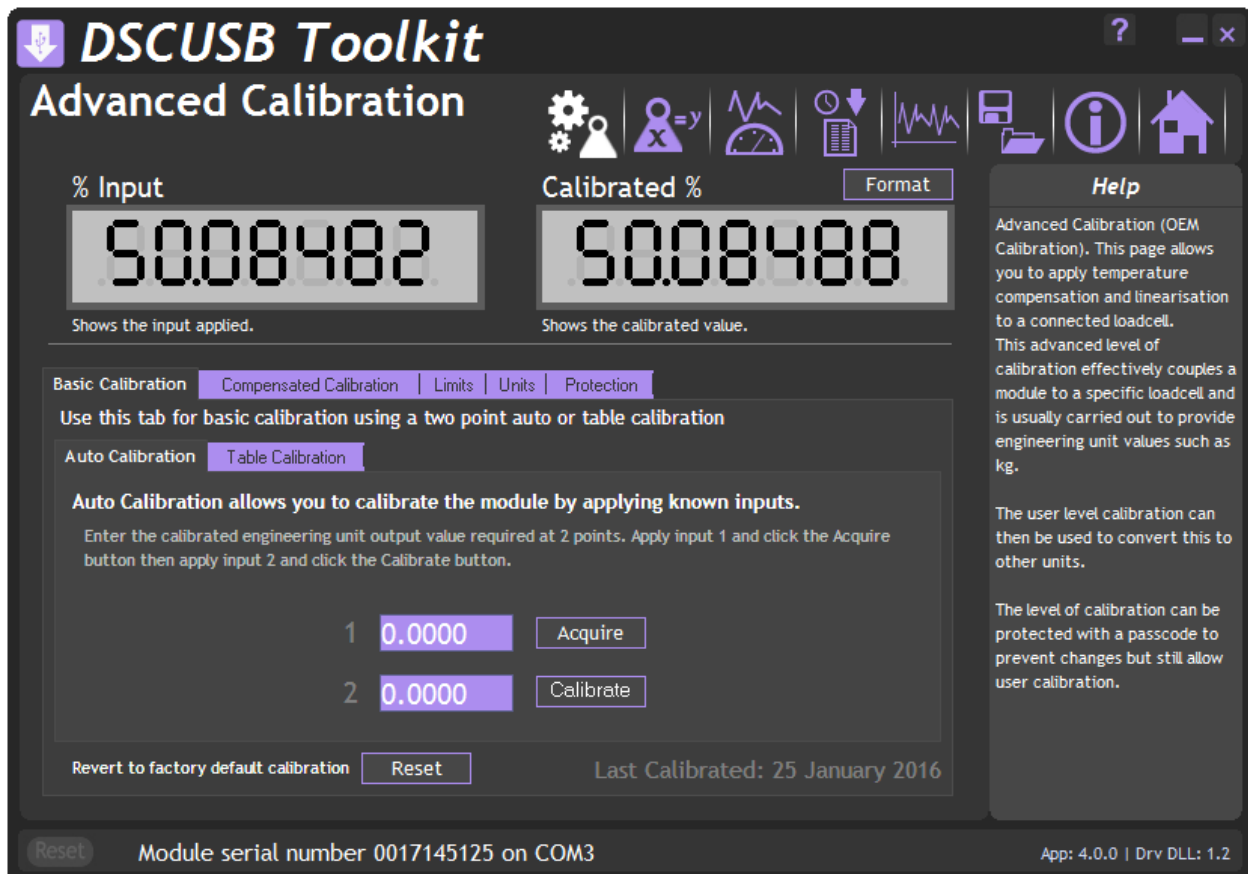 DSCUSB Toolkit
?
Advanced Calibration
x =y
% Input
Calibrated %
Format
50.08482
50.08488
Shows the input applied.
Shows the calibrated value.
Basic Calibration Compensated Calibration Limits Units Protection
Use this tab for basic calibration using a two point auto or table calibration
Auto Calibration Table Calibration
Auto Calibration allows you to calibrate the module by applying known inputs.
Enter the calibrated engineering unit output value required at 2 points. Apply input 1 and click the Acquire
button then apply input 2 and click the Calibrate button.
1 0.0000 Acquire
2 0.0000 Calibrate
Revert to factory default calibration Reset Last Calibrated: 25 January 2016
Help
Advanced Calibration (OEM
Calibration). This page allows
you to apply temperature
compensation and linearisation
to a connected loadcell.
This advanced level of
calibration effectively couples a
module to a specific loadcell and
is usually carried out to provide
engineering unit values such as
kg.
The user level calibration can
then be used to convert this to
other units.
The level of calibration can be
protected with a passcode to
prevent changes but still allow
user calibration.
Reset Module serial number 0017145125 on COM3 App: 4.0.0 | Drv DLL: 1.2